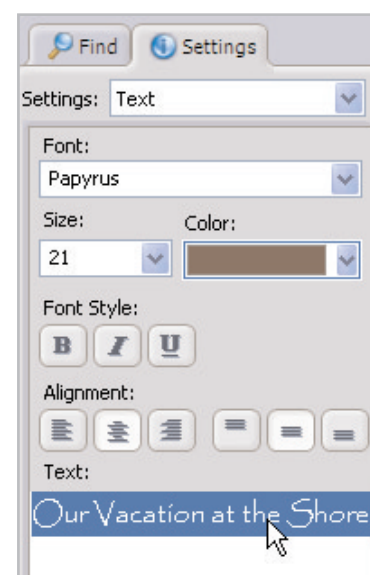 Find Settings
Settings: Text
Font:
Papyrus
Size: Color:
21
Font Style:
B I U
Alignment:
Text:
Our Vacation at the Shore